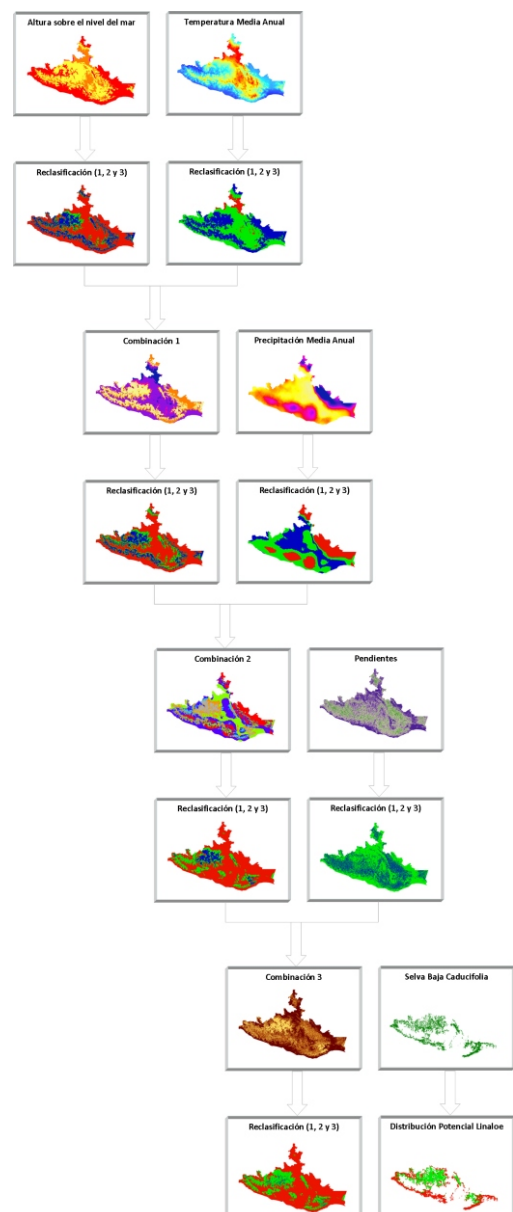 Altura sobre el nivel del mar
Temperatura Media Anual
Reclasificación (1, 2 y 3)
Reclasificación (1, 2 y 3)
Combinación 1
Precipitación Media Anual
Reclasificación (1, 2 y 3)
Reclasificación (1, 2 y 3)
Combinación 2
Pendientes
Reclasificación (1, 2 y 3)
Reclasificación (1, 2 y 3)
Combinación 3
Selva Baja Caducifolia
Reclasificación (1, 2 y 3)
Distribución Potencial Linaloe